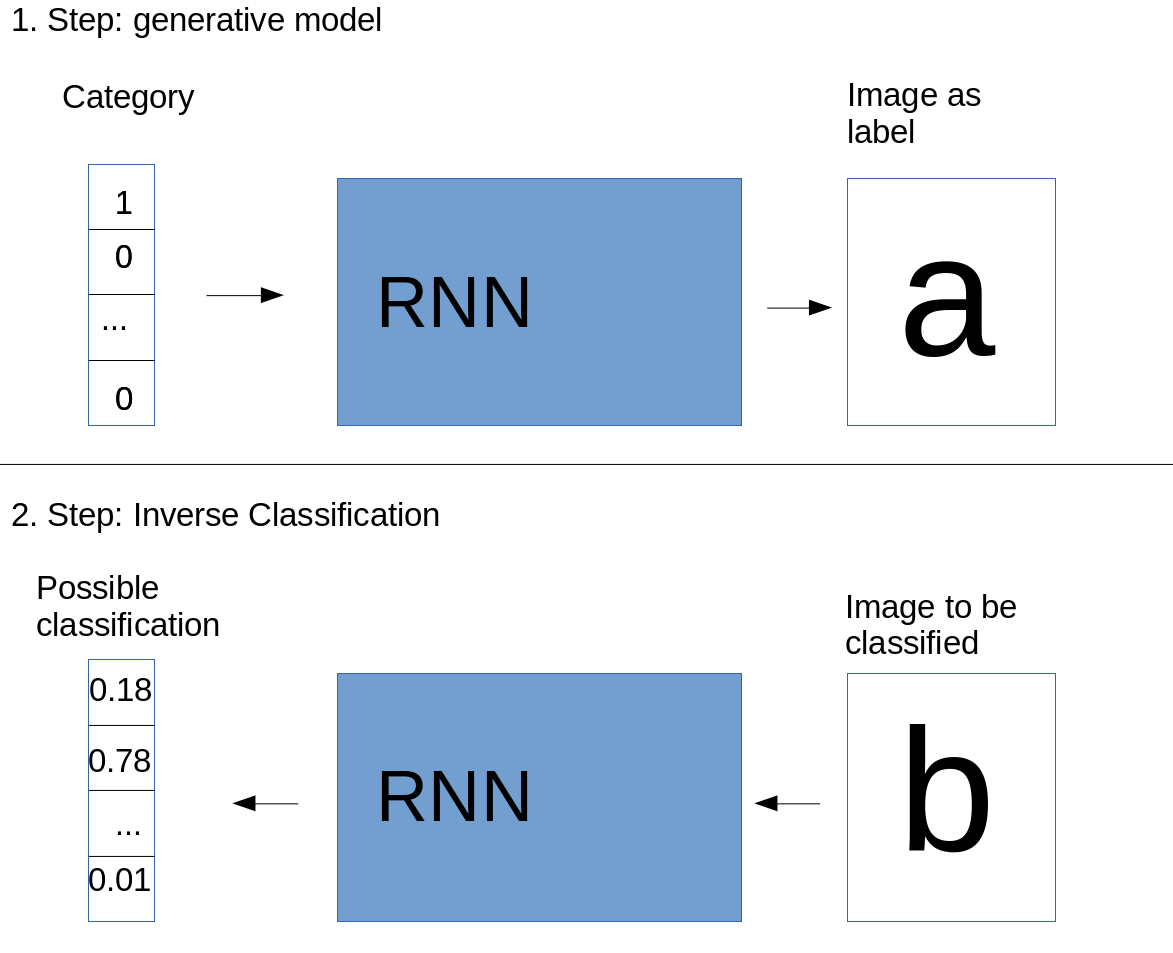 1. Step: generative model
Category
Image as
label
1
0
...
0
RNN
a
2. Step: Inverse Classification
Possible
classification
Image to be
classified
0.18
0.78
...
0.01
RNN
b